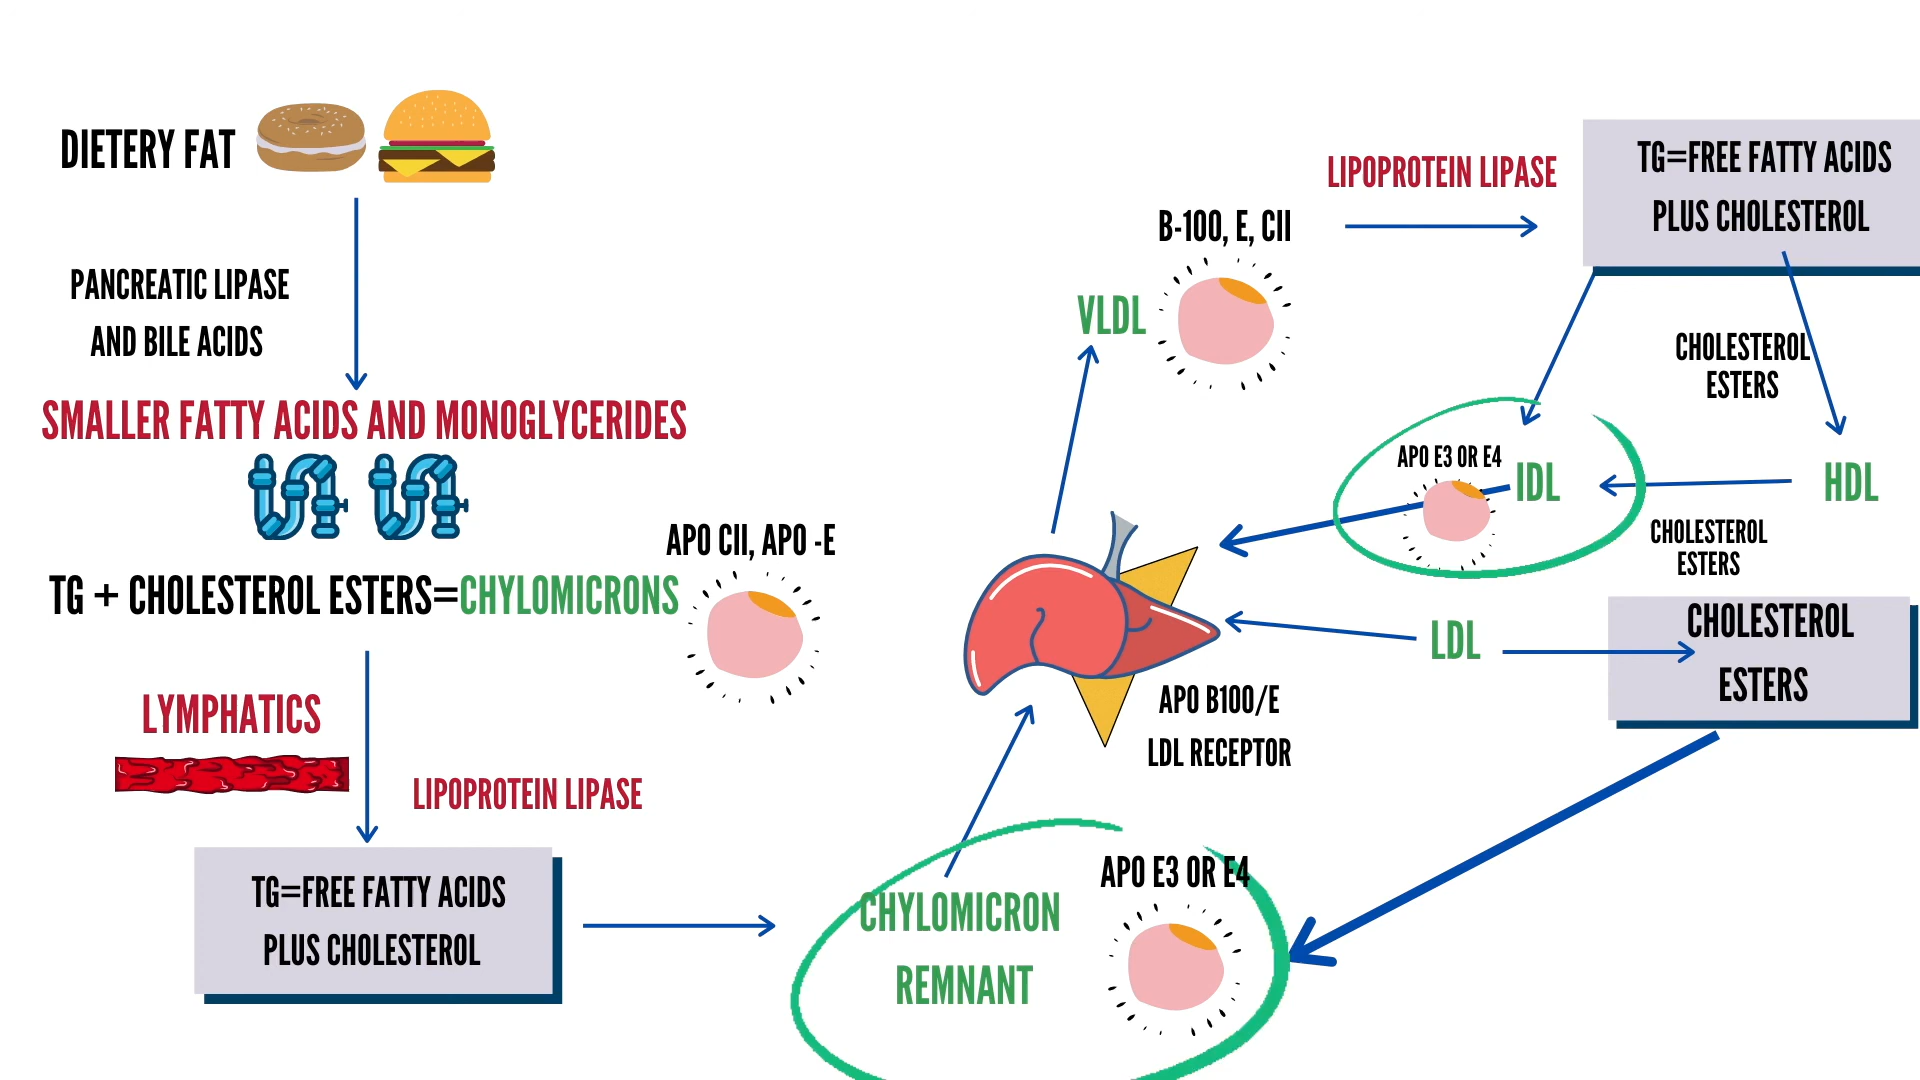 DIETERY FAT
PANCREATIC LIPASE
AND BILE ACIDS
SMALLER FATTY ACIDS AND MONOGLYCERIDES
APO CII, APO -E
TG + CHOLESTEROL ESTERS=CHYLOMICRONS
LYMPHATICS
LIPOPROTEIN LIPASE
TG=FREE FATTY ACIDS
PLUS CHOLESTEROL
CHYLOMICRON
REMNANT
APO E3 OR E4
APO B100/E
LDL RECEPTOR
VLDL
B-100, E, CII
LIPOPROTEIN LIPASE
TG=FREE FATTY ACIDS
PLUS CHOLESTEROL
CHOLESTEROL
ESTERS
APO E3 OR E4
IDL
HDL
CHOLESTEROL
ESTERS
LDL
CHOLESTEROL
ESTERS